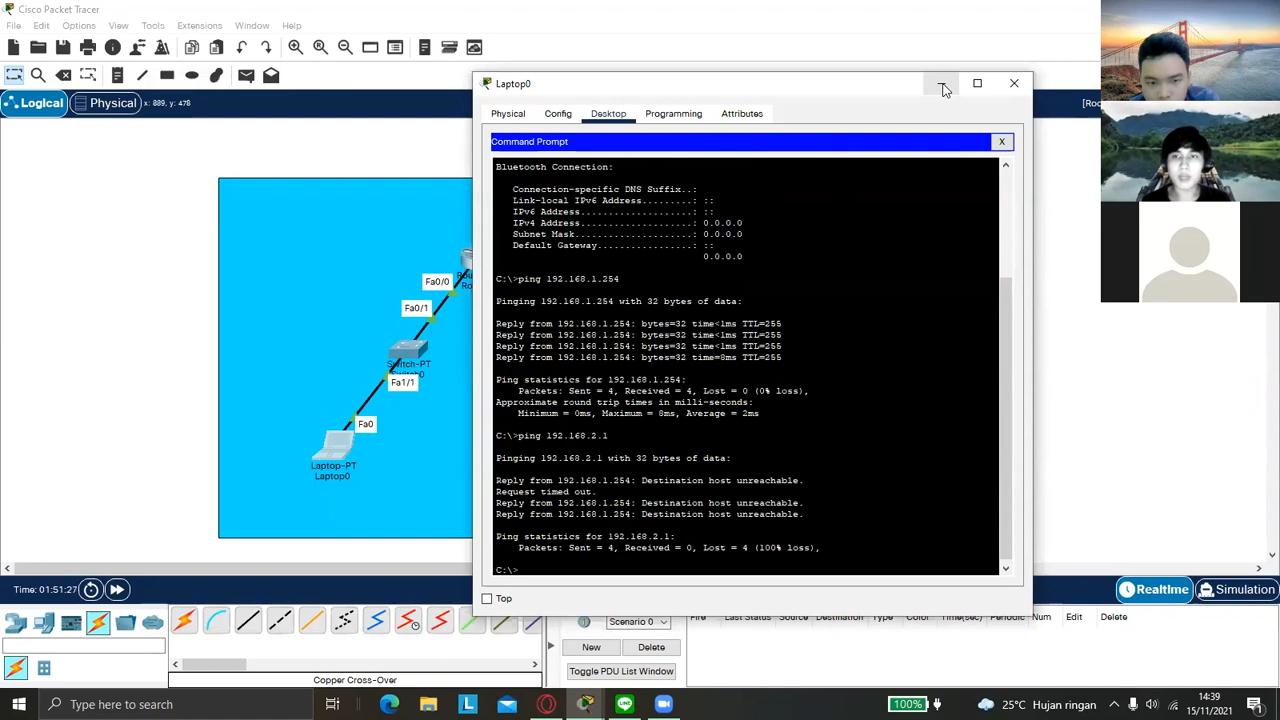 Cisco Packet Tracer
File Edit Options View Tools Extensions Window Help
Logical Physical x: 889, y: 478
[Roo
Laptop0
Physical Config Desktop Programming Attributes
Command Prompt X
Bluetooth Connection:
Connection-specific DNS Suffix..:
Link-local IPv6 Address.........: ::
IPv6 Address....................: ::
IPv4 Address....................: 0.0.0.0
Subnet Mask.....................: 0.0.0.0
Default Gateway.................: ::
0.0.0.0
C:\>ping 192.168.1.254
Pinging 192.168.1.254 with 32 bytes of data:
Reply from 192.168.1.254: bytes=32 time<1ms TTL=255
Reply from 192.168.1.254: bytes=32 time<1ms TTL=255
Reply from 192.168.1.254: bytes=32 time<1ms TTL=255
Reply from 192.168.1.254: bytes=32 time=8ms TTL=255
Ping statistics for 192.168.1.254:
Packets: Sent = 4, Received = 4, Lost = 0 (0% loss),
Approximate round trip times in milli-seconds:
Minimum = 0ms, Maximum = 8ms, Average = 2ms
C:\>ping 192.168.2.1
Pinging 192.168.2.1 with 32 bytes of data:
Reply from 192.168.1.254: Destination host unreachable.
Request timed out.
Reply from 192.168.1.254: Destination host unreachable.
Reply from 192.168.1.254: Destination host unreachable.
Ping statistics for 192.168.2.1:
Packets: Sent = 4, Received = 0, Lost = 4 (100% loss),
C:\>
Top
Fa0/0
Rou
Ro
Fa0/1
Switch-PT
Switch0
Fa1/1
Fa0
Laptop-PT
Laptop0
Time: 01:51:27
Realtime Simulation
Scenario 0
Fire Last Status Source Destination Type Color Time(sec) Periodic Num Edit Delete
New Delete
Toggle PDU List Window
Copper Cross-Over
Type here to search
100% 25°C Hujan ringan
14:39
15/11/2021